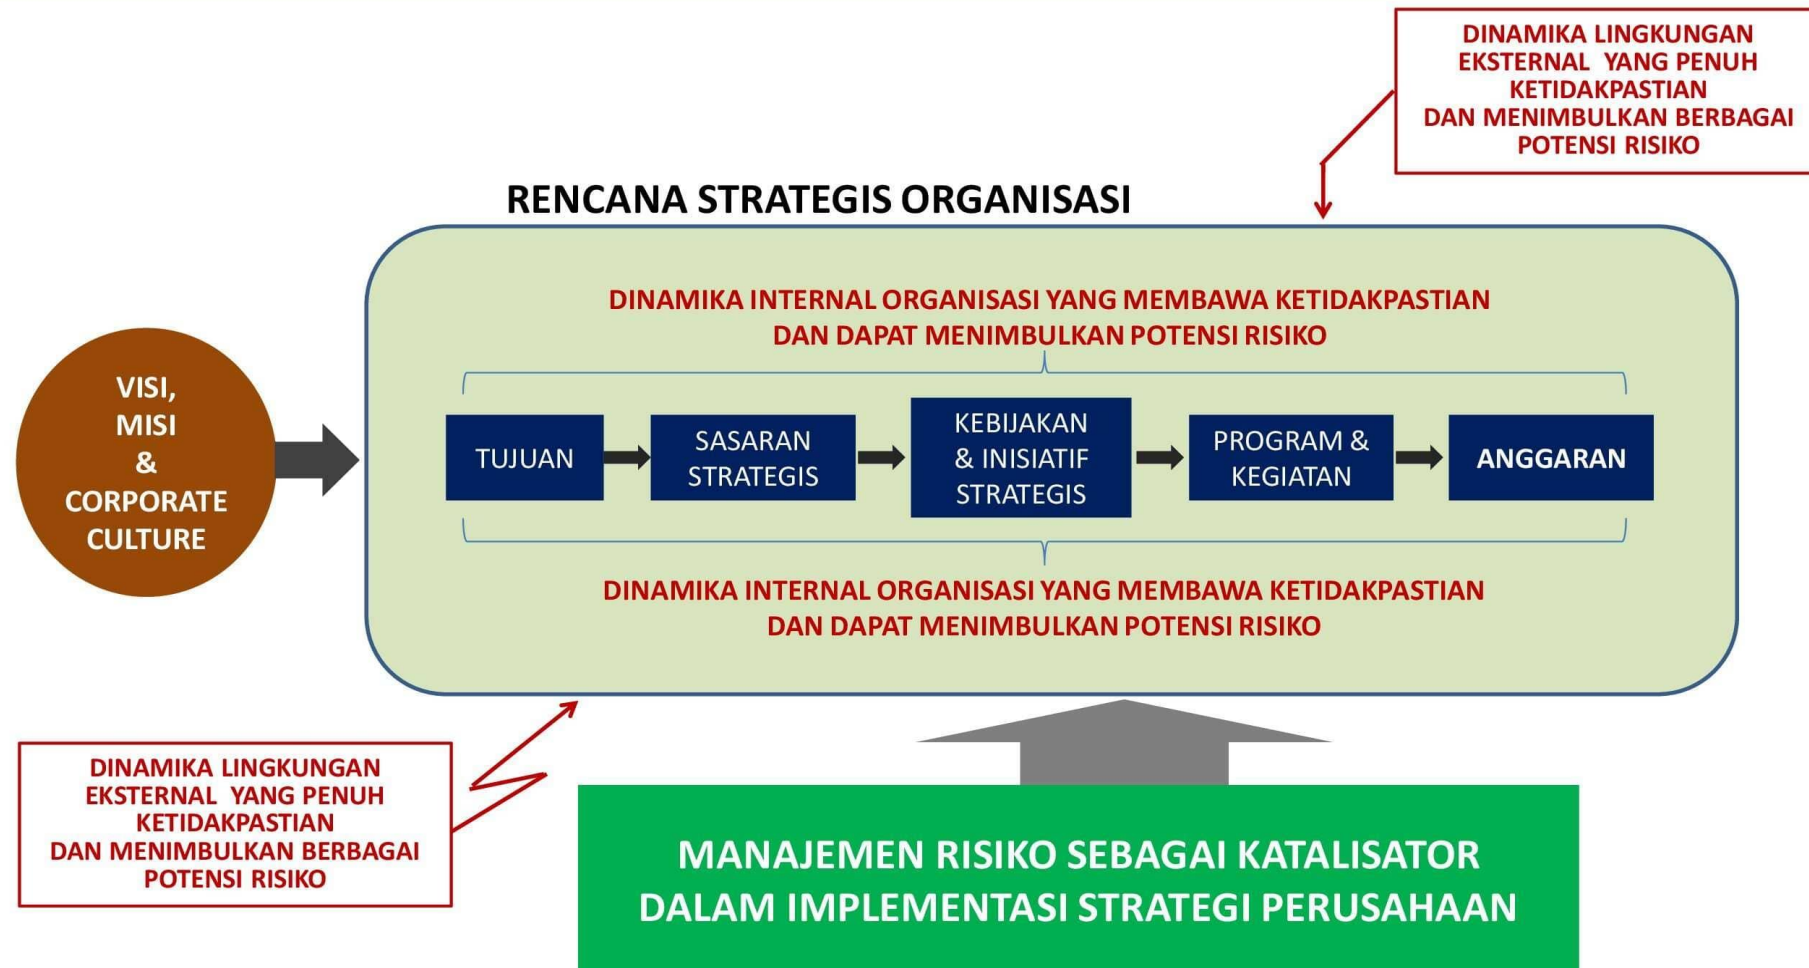 DINAMIKA LINGKUNGAN
EKSTERNAL YANG PENUH
KETIDAKPASTIAN
DAN MENIMBULKAN BERBAGAI
POTENSI RISIKO
RENCANA STRATEGIS ORGANISASI
DINAMIKA INTERNAL ORGANISASI YANG MEMBAWA KETIDAKPASTIAN
DAN DAPAT MENIMBULKAN POTENSI RISIKO
VISI,
MISI
&
CORPORATE
CULTURE
TUJUAN
SASARAN
STRATEGIS
KEBIJAKAN
& INISIATIF
STRATEGIS
PROGRAM &
KEGIATAN
ANGGARAN
DINAMIKA INTERNAL ORGANISASI YANG MEMBAWA KETIDAKPASTIAN
DAN DAPAT MENIMBULKAN POTENSI RISIKO
DINAMIKA LINGKUNGAN
EKSTERNAL YANG PENUH
KETIDAKPASTIAN
DAN MENIMBULKAN BERBAGAI
POTENSI RISIKO
MANAJEMEN RISIKO SEBAGAI KATALISATOR
DALAM IMPLEMENTASI STRATEGI PERUSAHAAN